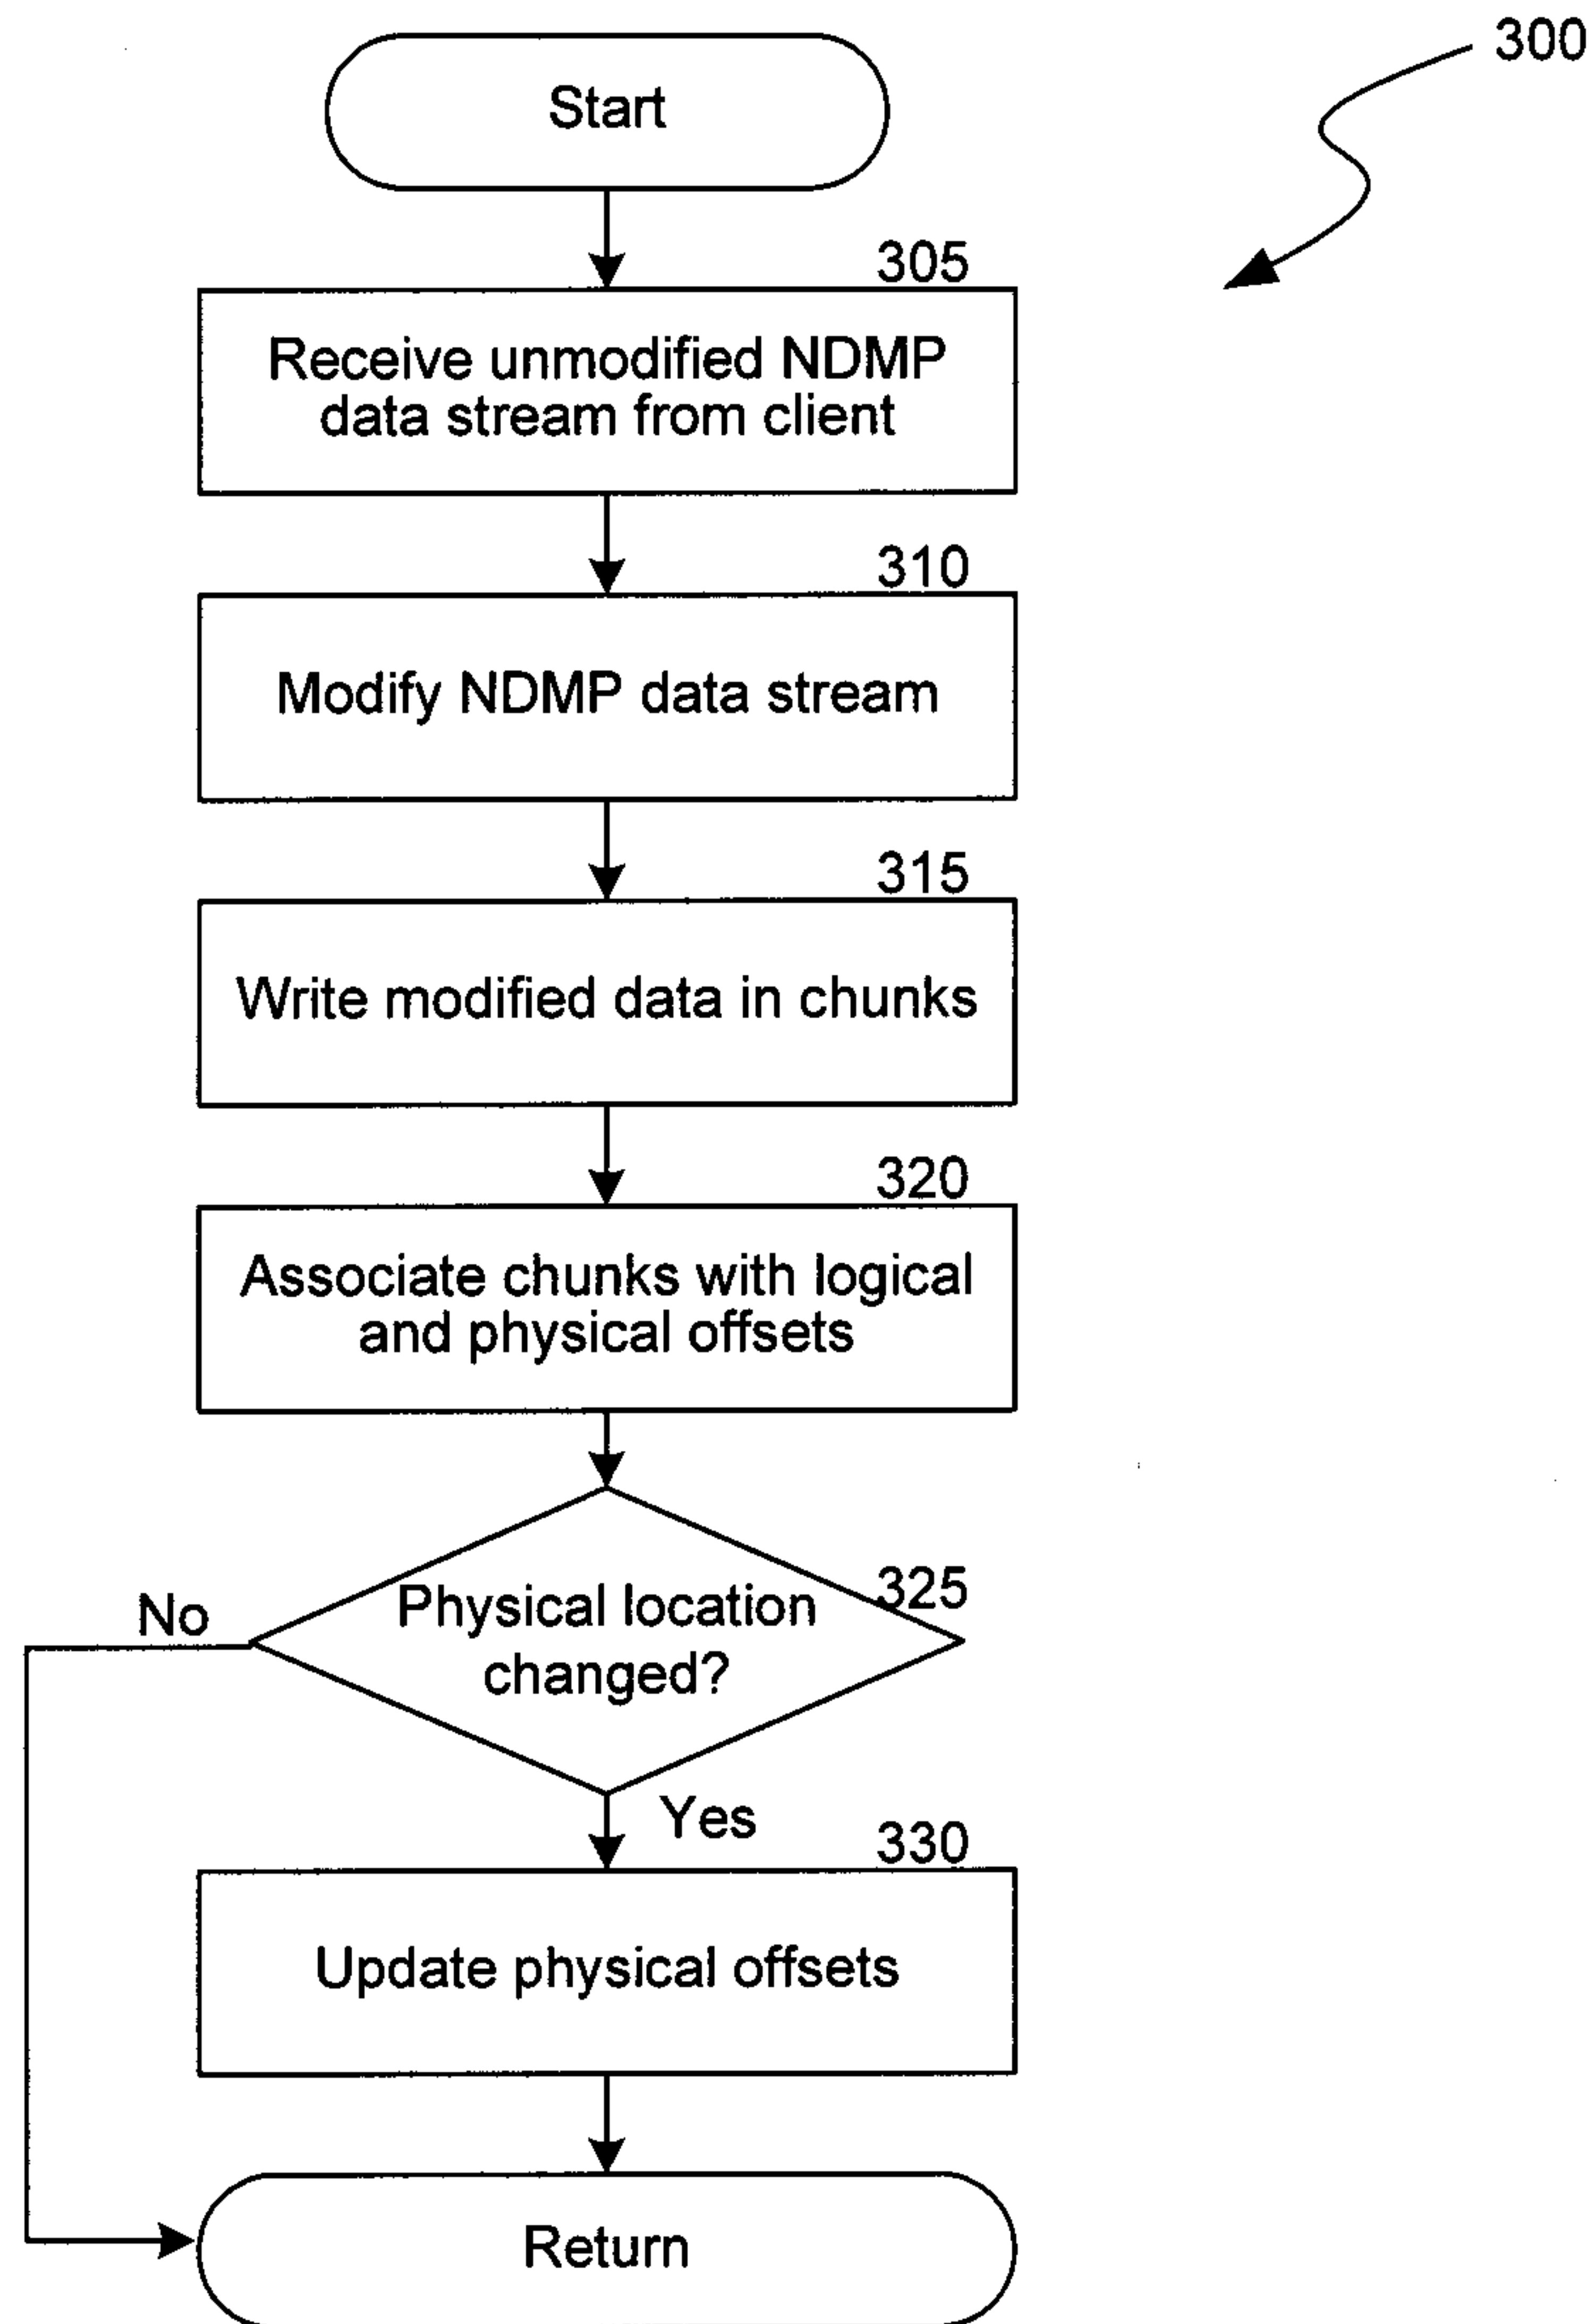 300
Start
305
Receive unmodified NDMP
data stream from client
310
Modify NDMP data stream
315
Write modified data in chunks
320
Associate chunks with logical
and physical offsets
325
Physical location
changed?
No
Yes
330
Update physical offsets
Return